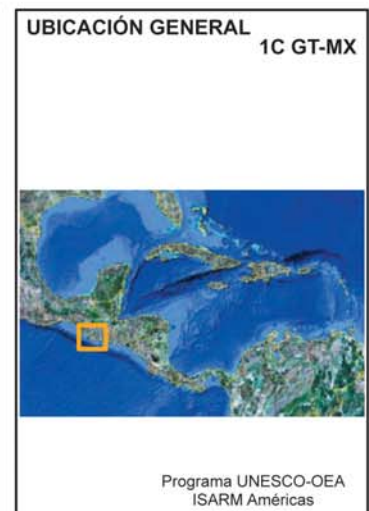 UBICACIÓN GENERAL
1C GT-MX
Programa UNESCO-OEA
ISARM Américas